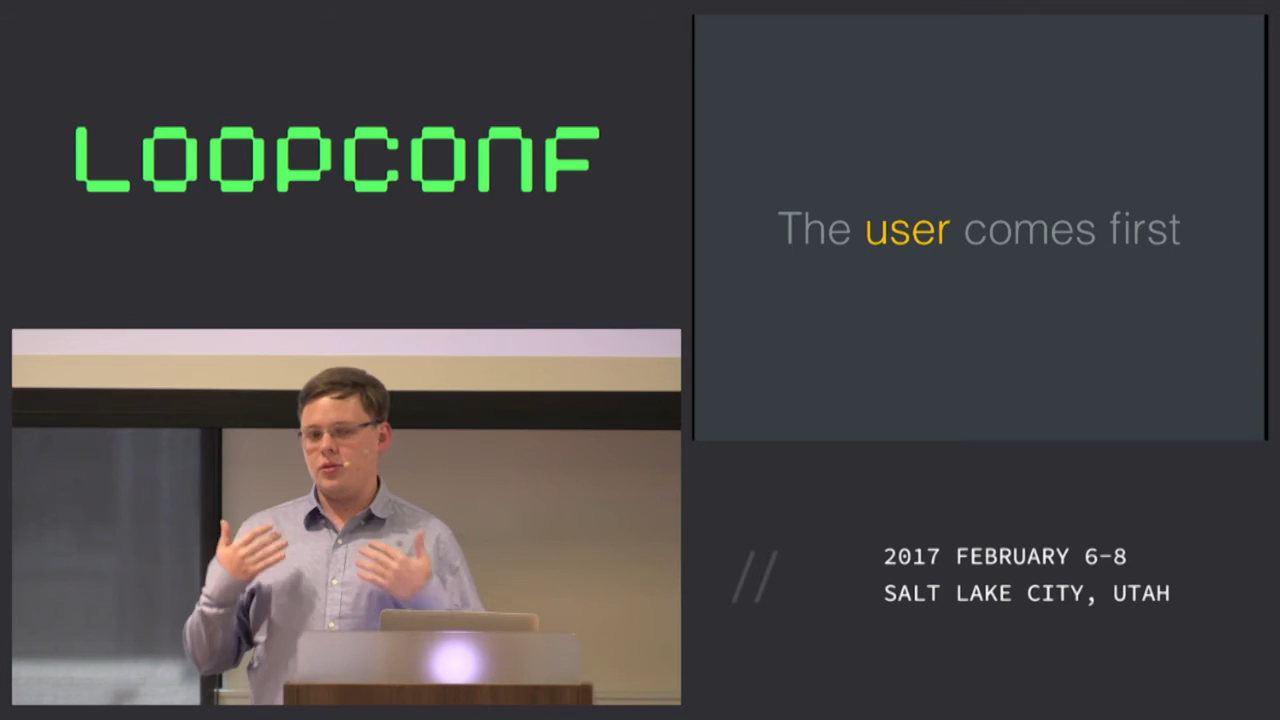 LOOPCONF
The user comes first
// 2017 FEBRUARY 6-8
SALT LAKE CITY, UTAH